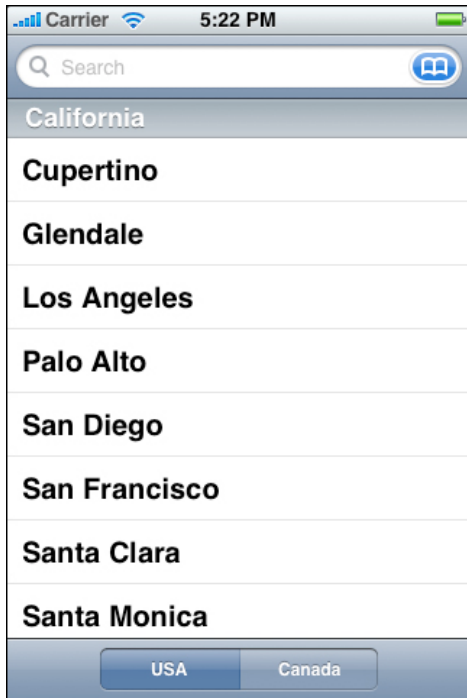 Carrier 5:22 PM
Search
California
Cupertino
Glendale
Los Angeles
Palo Alto
San Diego
San Francisco
Santa Clara
Santa Monica
USA Canada